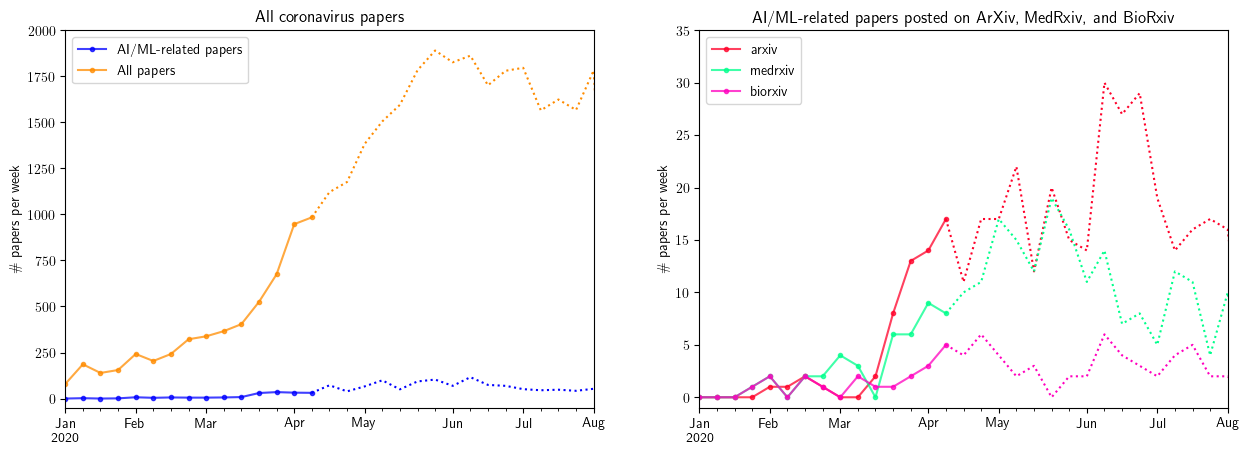 All coronavirus papers
2000
1750
1500
1250
1000
750
500
250
0
# papers per week
AI/ML-related papers
All papers
Jan
2020
Feb
Mar
Apr
May
Jun
Jul
Aug
AI/ML-related papers posted on ArXiv, MedRxiv, and BioRxiv
35
30
25
20
15
10
5
0
# papers per week
arxiv
medrxiv
biorxiv
Jan
2020
Feb
Mar
Apr
May
Jun
Jul
Aug